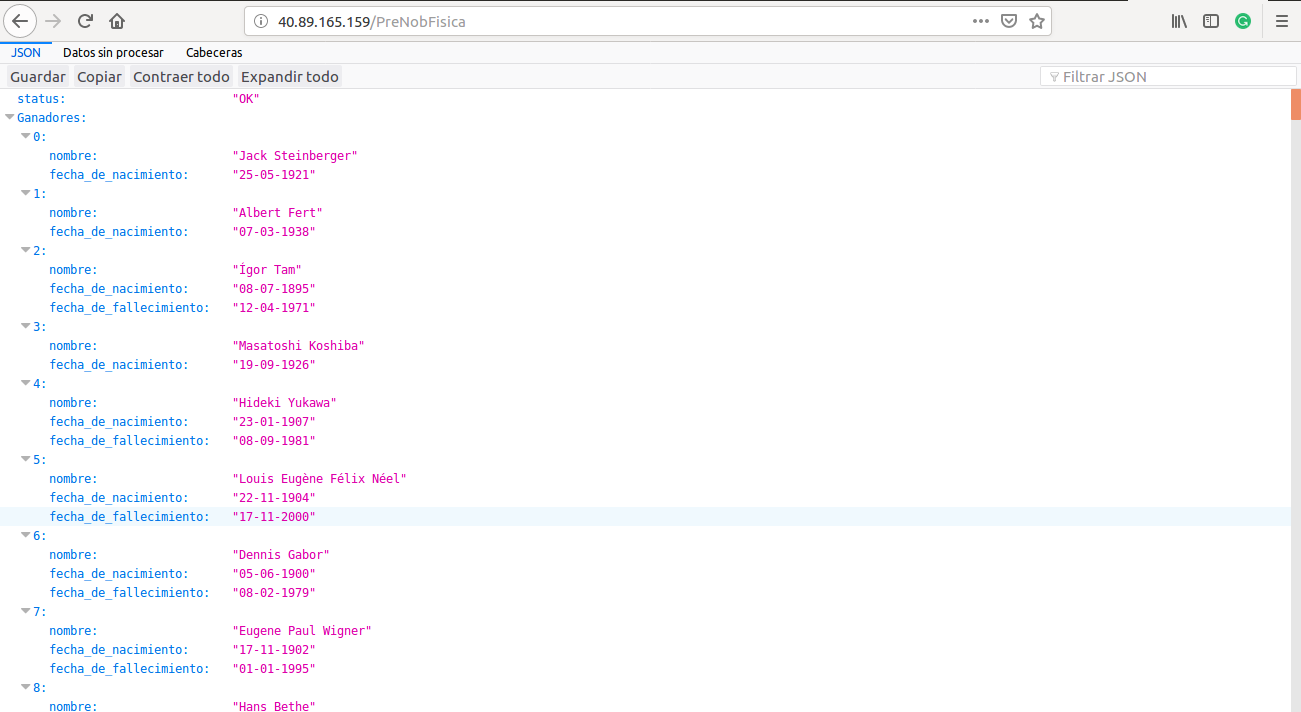 40.89.165.159/PreNobFisica
JSON Datos sin procesar Cabeceras
Guardar Copiar Contraer todo Expandir todo Filtrar JSON
status: "OK"
Ganadores:
0:
nombre: "Jack Steinberger"
fecha_de_nacimiento: "25-05-1921"
1:
nombre: "Albert Fert"
fecha_de_nacimiento: "07-03-1938"
2:
nombre: "Ígor Tam"
fecha_de_nacimiento: "08-07-1895"
fecha_de_fallecimiento: "12-04-1971"
3:
nombre: "Masatoshi Koshiba"
fecha_de_nacimiento: "19-09-1926"
4:
nombre: "Hideki Yukawa"
fecha_de_nacimiento: "23-01-1907"
fecha_de_fallecimiento: "08-09-1981"
5:
nombre: "Louis Eugène Félix Néel"
fecha_de_nacimiento: "22-11-1904"
fecha_de_fallecimiento: "17-11-2000"
6:
nombre: "Dennis Gabor"
fecha_de_nacimiento: "05-06-1900"
fecha_de_fallecimiento: "08-02-1979"
7:
nombre: "Eugene Paul Wigner"
fecha_de_nacimiento: "17-11-1902"
fecha_de_fallecimiento: "01-01-1995"
8:
nombre: "Hans Bethe"